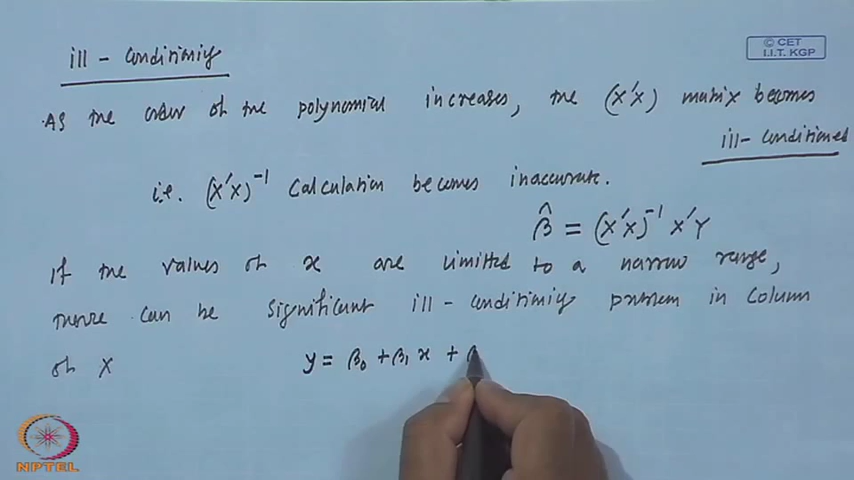 ill - conditioning
© CET
I.I.T. KGP
As the order of the polynomial increases, the (X'X) matrix becomes
ill-conditioned
i.e. (X'X)⁻¹ Calculation becomes inaccurate.
β̂ = (X'X)⁻¹ X'Y
If the values of x are limited to a narrow range,
there can be significant ill-conditioning problem in column
of X
y = β₀ + β₁ x + β
NPTEL